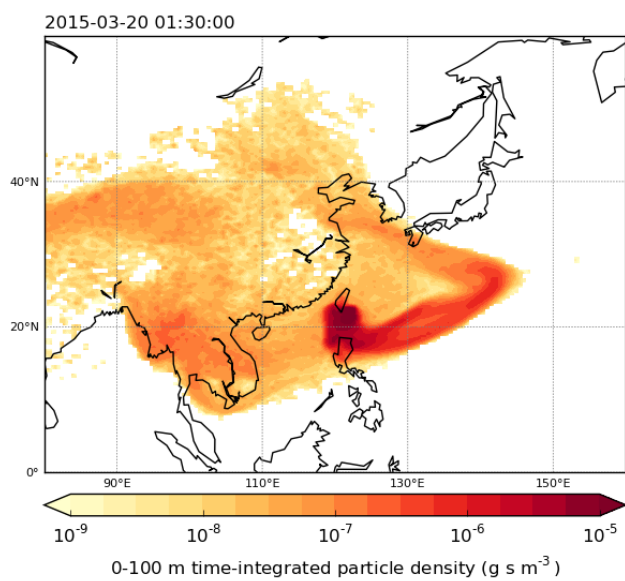 2015-03-20 01:30:00
40°N
20°N
0°
90°E 110°E 130°E 150°E
10⁻⁹ 10⁻⁸ 10⁻⁷ 10⁻⁶ 10⁻⁵
0-100 m time-integrated particle density (g s m⁻³)